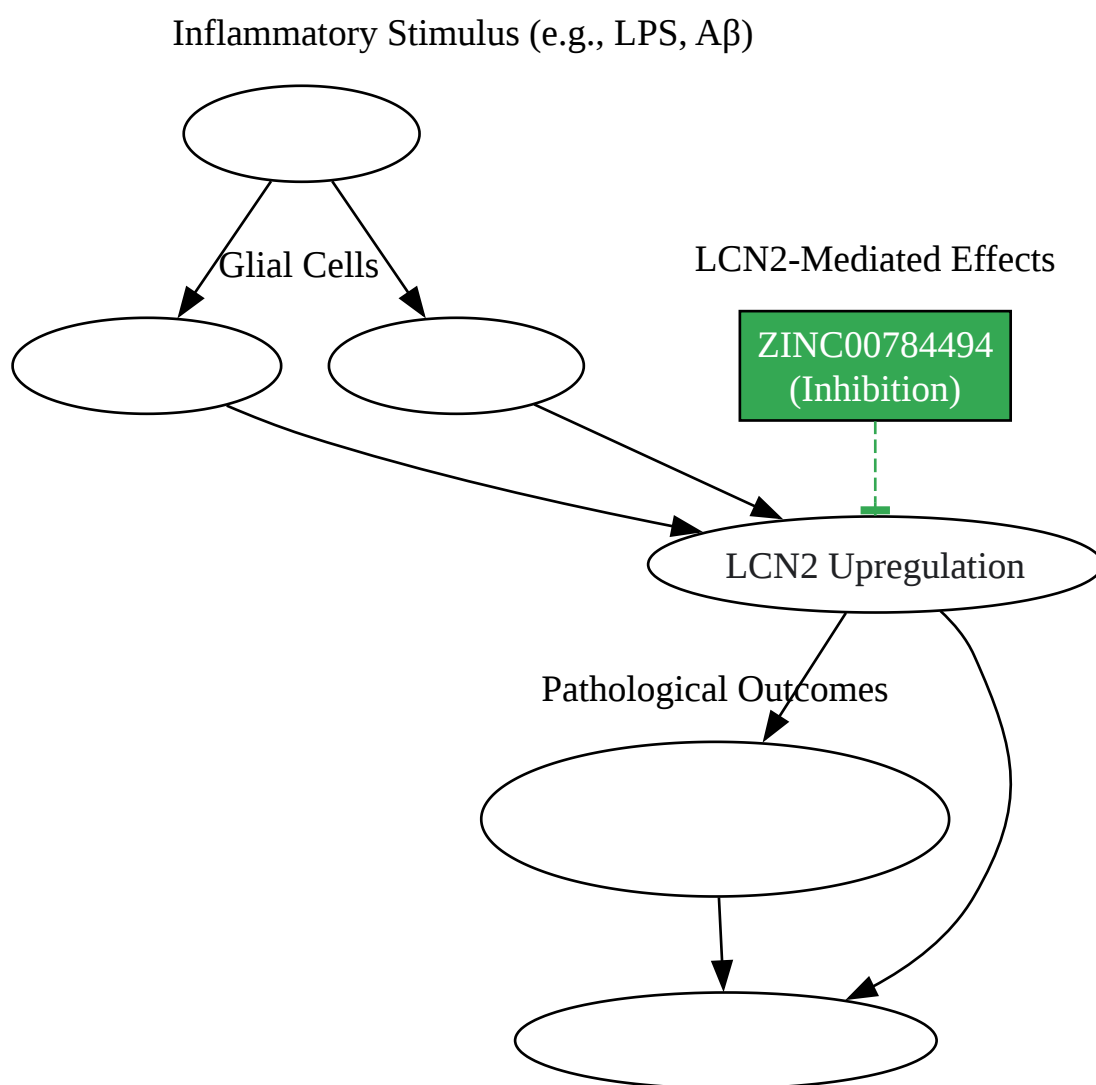 Inflammatory Stimulus (e.g., LPS, Aβ)
Glial Cells
LCN2-Mediated Effects
ZINC00784494
(Inhibition)
LCN2 Upregulation
Pathological Outcomes